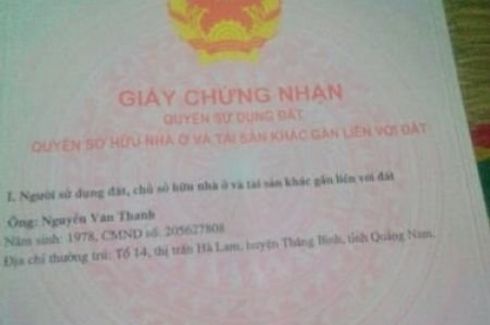 GIẤY CHỨNG NHẬN
QUYỀN SỬ DỤNG ĐẤT
QUYỀN SỞ HỮU NHÀ Ở VÀ TÀI SẢN KHÁC GẮN LIỀN VỚI ĐẤT
I. Người sử dụng đất, chủ sở hữu nhà ở và tài sản khác gắn liền với đất
Ông: Nguyễn Văn Thanh
Năm sinh: 1978, CMND số: 205627808
Địa chỉ thường trú: Tổ 14, thị trấn Hà Lam, huyện Thăng Bình, tỉnh Quảng Nam.